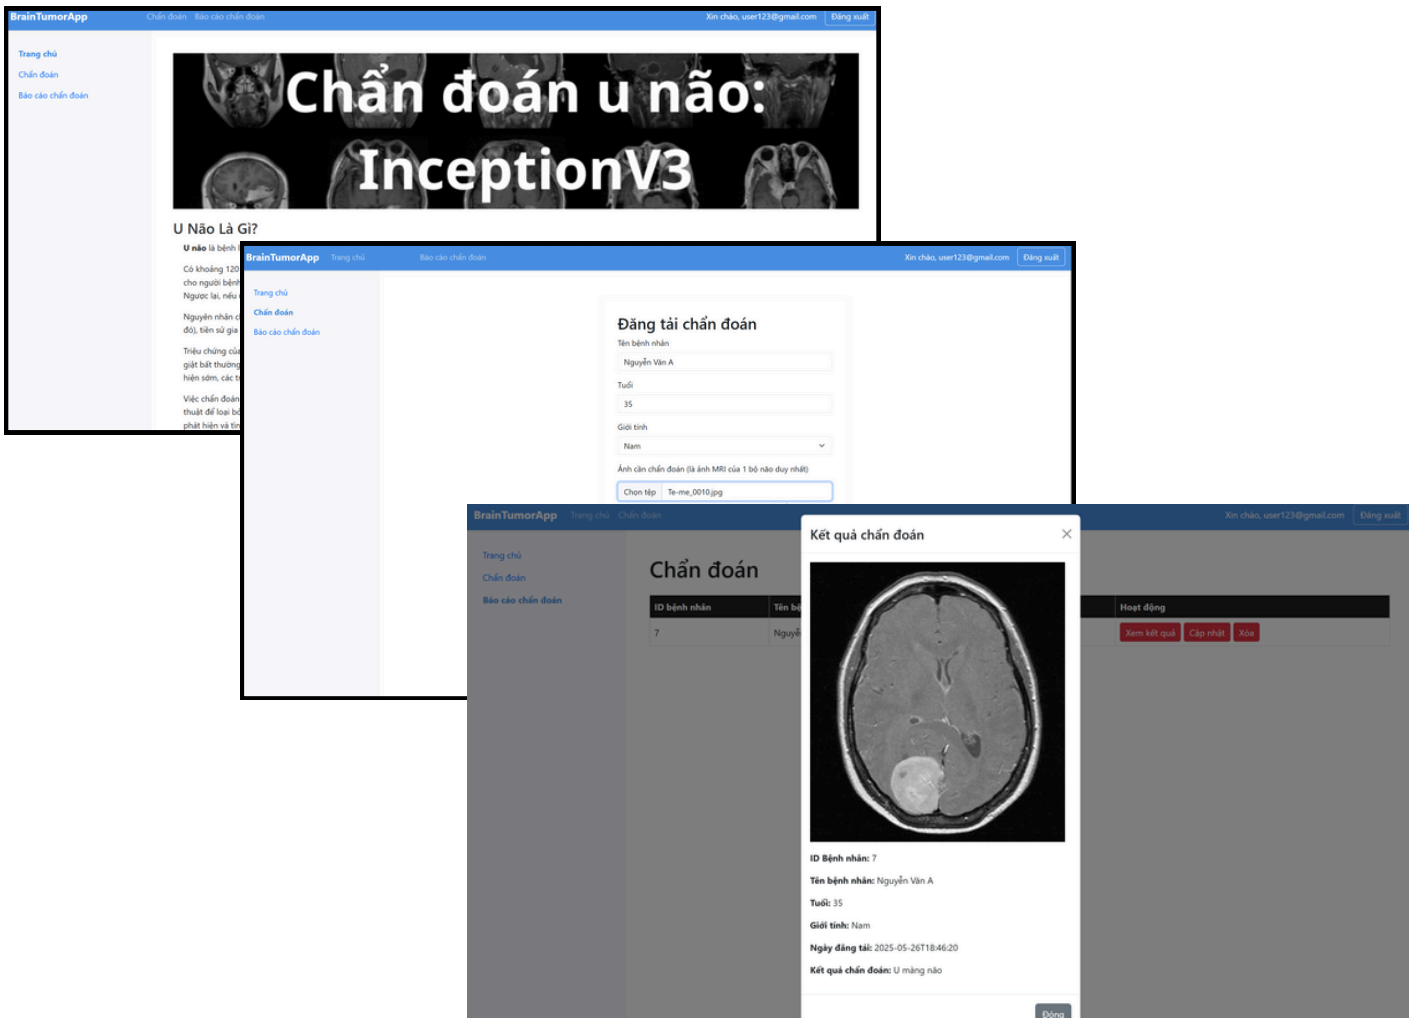 BrainTumorApp Chẩn đoán Báo cáo chẩn đoán Xin chào, user123@gmail.com Đăng xuất
Trang chủ
Chẩn đoán
Báo cáo chẩn đoán
Chẩn đoán u não:
InceptionV3
U Não Là Gì?
U não là bệnh
Có khoảng 120
cho người bệnh
Ngược lại, nếu
Nguyên nhân
đó), tiền sử gia
Triệu chứng của
giật bất thường
hiện sớm, các
Việc chẩn đoán
thuật để loại bỏ
phát hiện và
BrainTumorApp Trang chủ Báo cáo chẩn đoán Xin chào, user123@gmail.com Đăng xuất
Trang chủ
Chẩn đoán
Báo cáo chẩn đoán
Đăng tải chẩn đoán
Tên bệnh nhân
Nguyễn Văn A
Tuổi
35
Giới tính
Nam
Ảnh cần chẩn đoán (là ảnh MRI của 1 bộ não duy nhất)
Chọn tệp Te-me_0010.jpg
BrainTumorApp Trang chủ Chẩn đoán Xin chào, user123@gmail.com Đăng xuất
Trang chủ
Chẩn đoán
Báo cáo chẩn đoán
Chẩn đoán
ID bệnh nhân Tên Hoạt động
7 Xem kết quả Cập nhật Xóa
Kết quả chẩn đoán
ID Bệnh nhân: 7
Tên bệnh nhân: Nguyễn Văn A
Tuổi: 35
Giới tính: Nam
Ngày đăng tải: 2025-05-26T18:46:20
Kết quả chẩn đoán: U màng não
Đóng